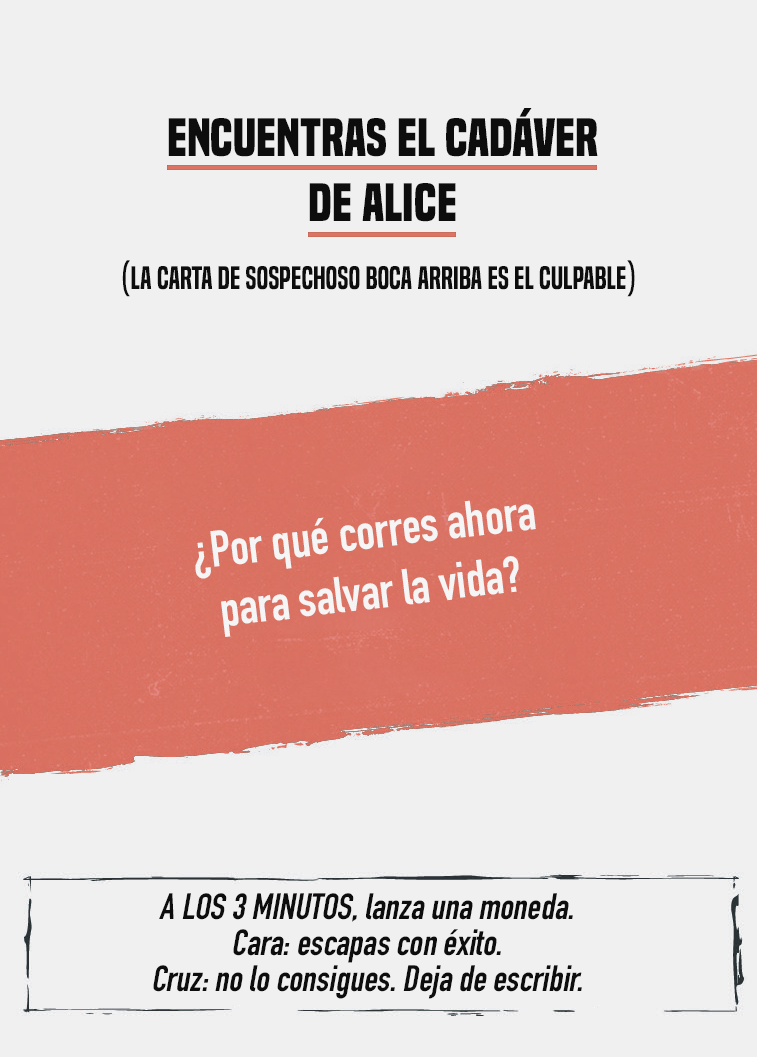 ENCUENTRAS EL CADÁVER
DE ALICE
(LA CARTA DE SOSPECHOSO BOCA ARRIBA ES EL CULPABLE)
¿Por qué corres ahora
para salvar la vida?
A LOS 3 MINUTOS, lanza una moneda.
Cara: escapas con éxito.
Cruz: no lo consigues. Deja de escribir.